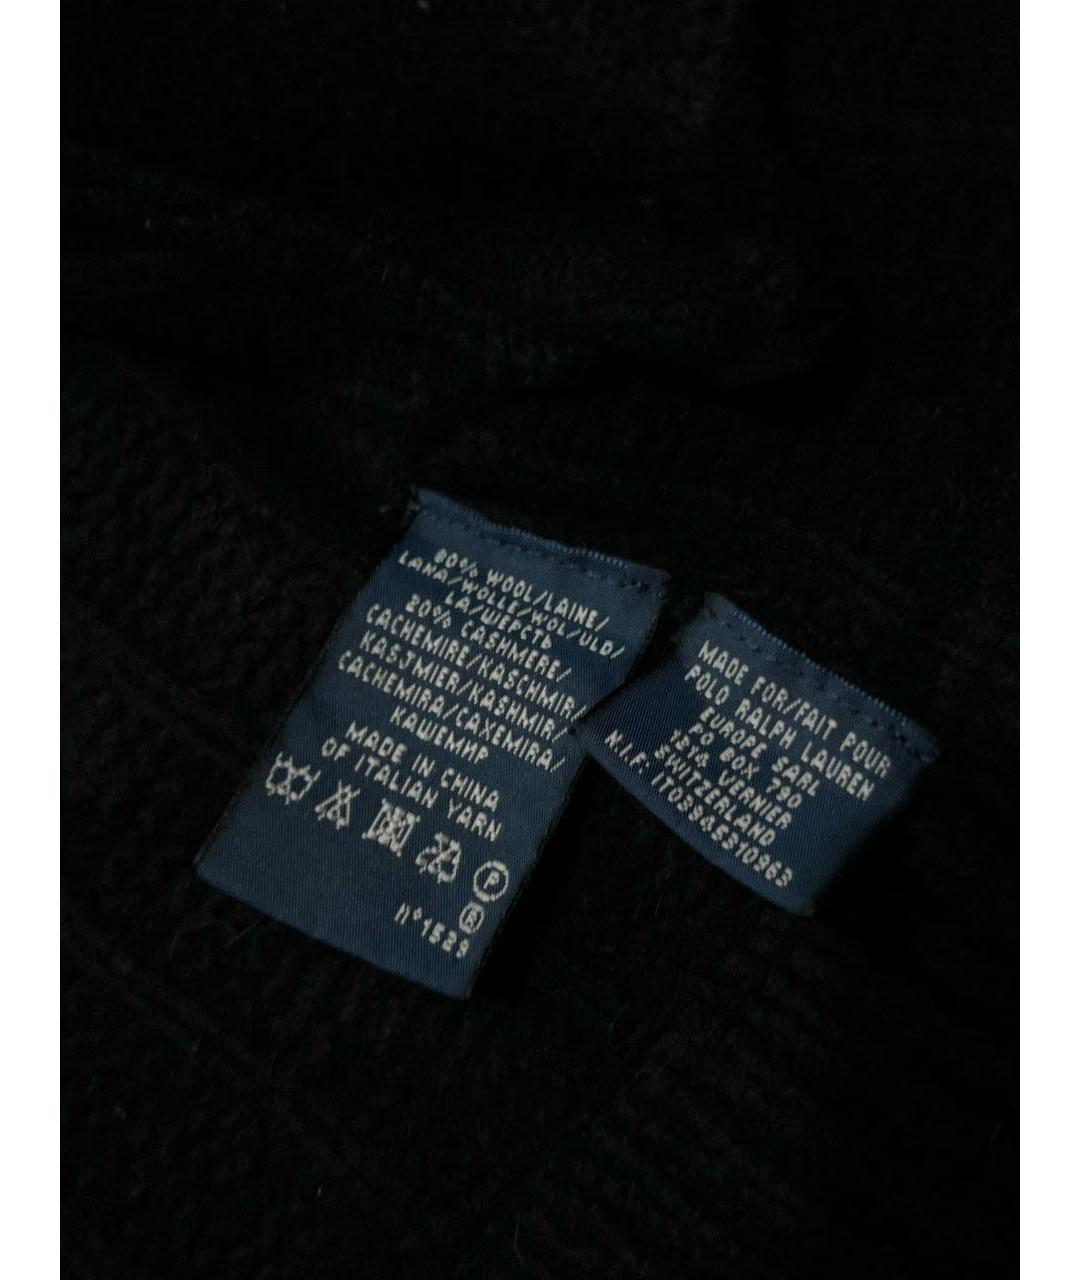 80% WOOL/LAINE/
LANA/WOLLE/WOL/ULD/
LA/ШЕРСТЬ
20% CASHMERE/
CACHEMIRE/KASCHMIR/
KASJMIER/KASHMIR/
CACHEMIRA/CAXEMIRA/
КАШЕМИР
MADE IN CHINA
OF ITALIAN YARN
P
B
n°1529
MADE FOR/FAIT POUR
POLO RALPH LAUREN
EUROPE SARL
PO BOX 790
1214 VERNIER
SWITZERLAND
N.I.F: IT03945310963